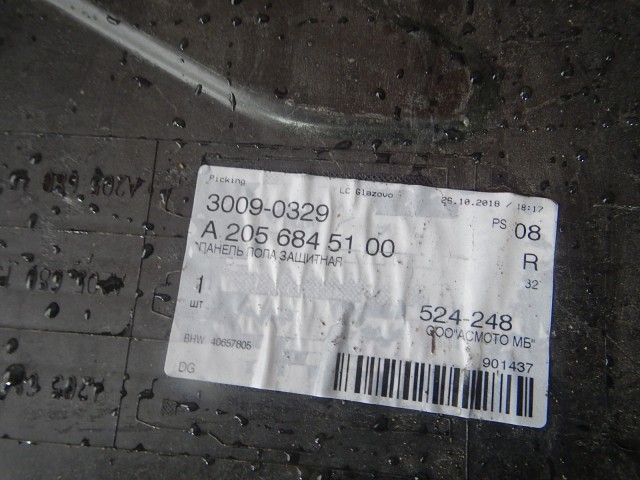 Picking LC Glazovo 25.10.2018 / 18:17
3009-0329 PS 08
A 205 684 51 00 R
*ПАНЕЛЬ ПОЛА ЗАЩИТНАЯ 32
1
ШТ 524-248
ООО"АСМОТО МБ"
BHW 40657805 901437
DG